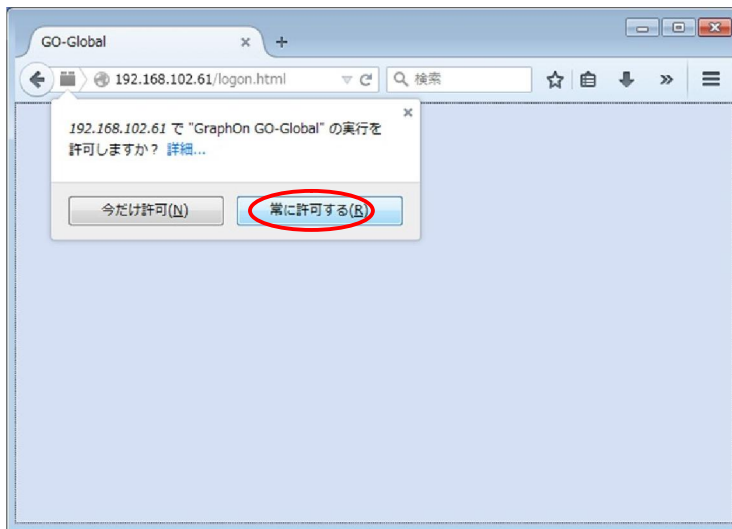 GO-Global
192.168.102.61/logon.html
検索
192.168.102.61 で "GraphOn GO-Global" の実行を
許可しますか？ 詳細...
今だけ許可(N)
常に許可する(R)